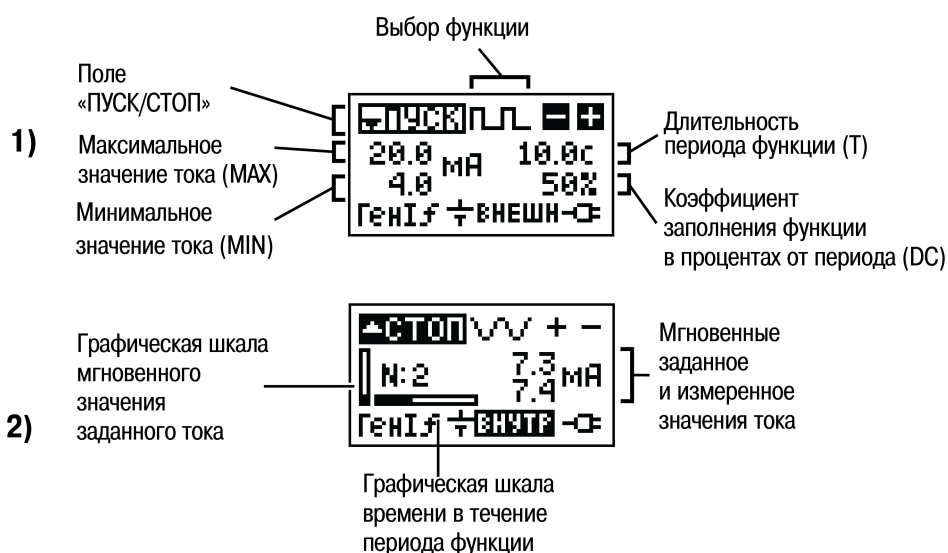 Выбор функции
Поле
«ПУСК/СТОП»
1)
Максимальное
значение тока (MAX)
Минимальное
значение тока (MIN)
ПУСК
20.0 мА 10.0с
4.0 50%
ГенIf ВНЕШН
Длительность
периода функции (T)
Коэффициент
заполнения функции
в процентах от периода (DC)
2)
Графическая шкала
мгновенного
значения
заданного тока
СТОП + −
N:2 7.3 мА
7.4
ГенIf ВНУТР
Мгновенные
заданное
и измеренное
значения тока
Графическая шкала
времени в течение
периода функции